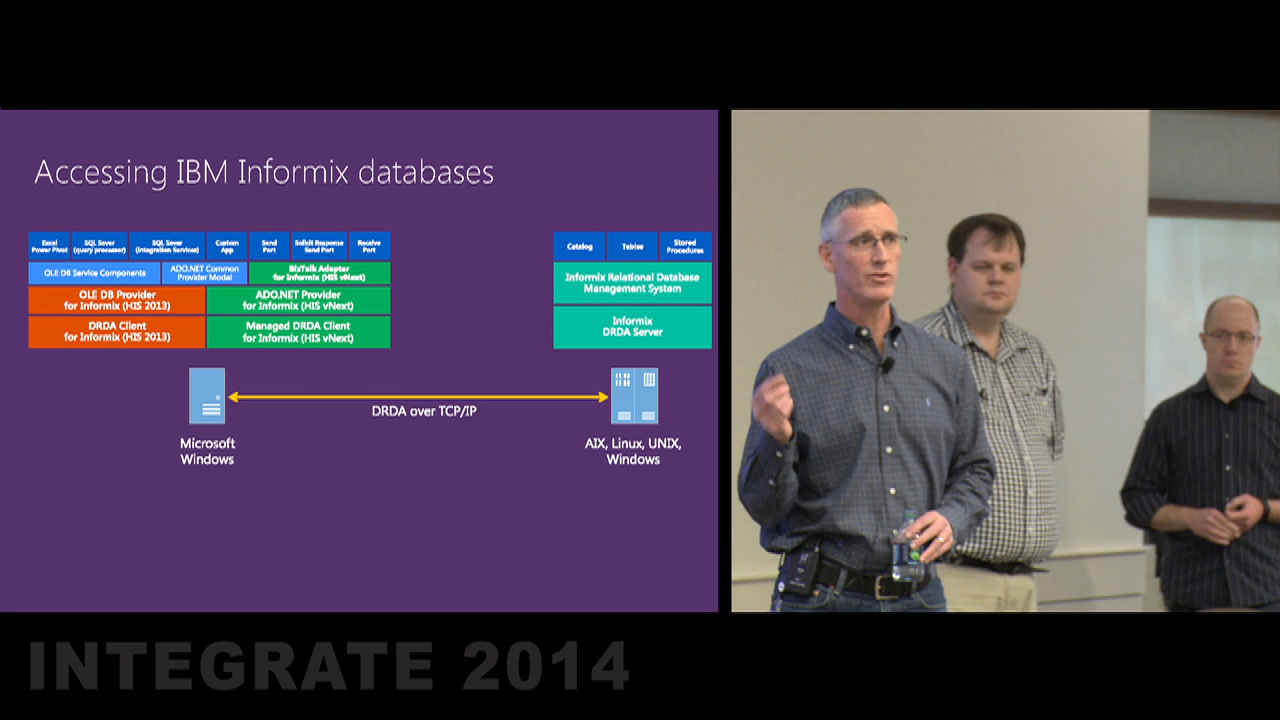 Accessing IBM Informix databases
Excel
Power Pivot
SQL Sever
(query processor)
SQL Sever
(Integration Services)
Custom
App
Send
Port
Solicit Response
Send Port
Receive
Port
OLE DB Service Components
ADO.NET Common
Provider Model
BizTalk Adapter
for Informix (HIS vNext)
OLE DB Provider
for Informix (HIS 2013)
ADO.NET Provider
for Informix (HIS vNext)
DRDA Client
for Informix (HIS 2013)
Managed DRDA Client
for Informix (HIS vNext)
Catalog
Tables
Stored
Procedures
Informix Relational Database
Management System
Informix
DRDA Server
DRDA over TCP/IP
Microsoft
Windows
AIX, Linux, UNIX,
Windows
INTEGRATE 2014